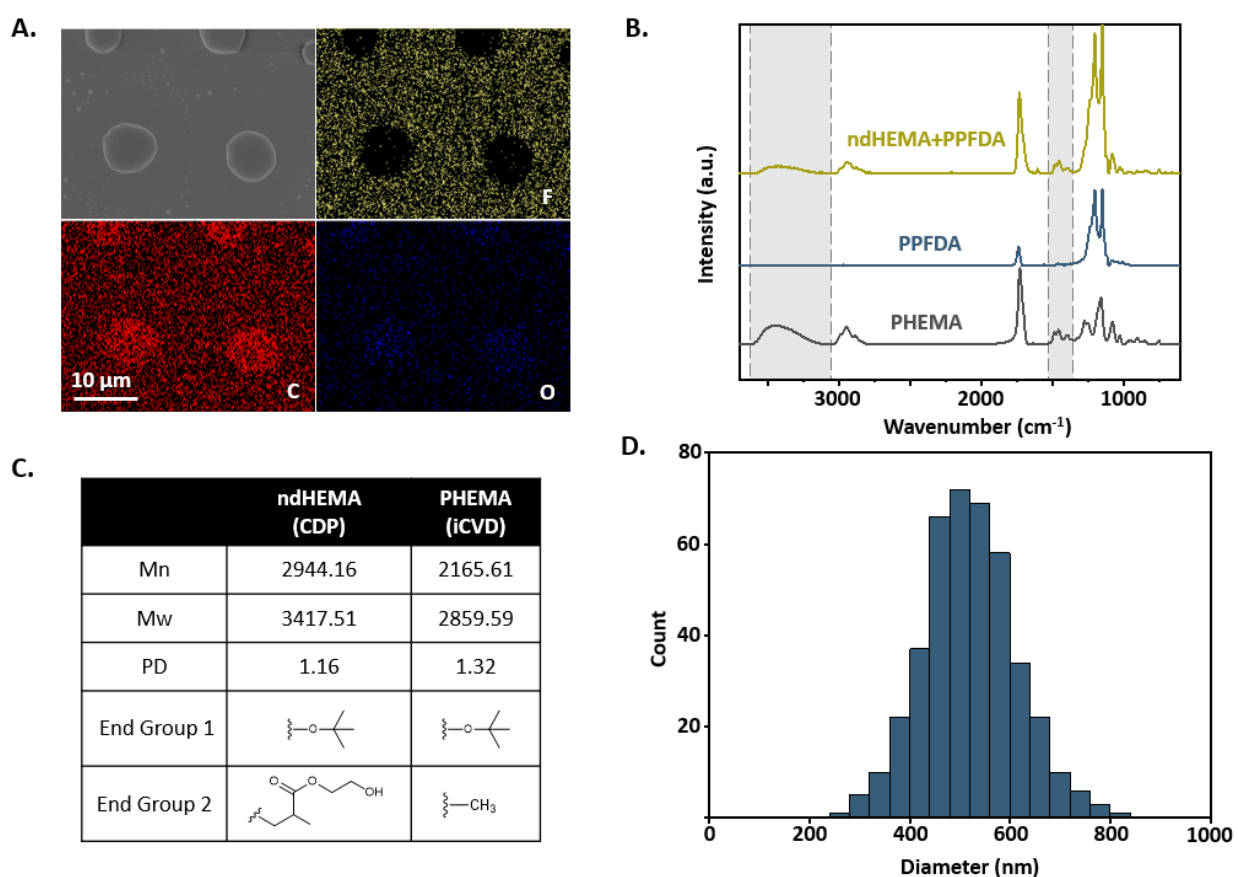 A.
F
10 µm
C
O
B.
Intensity (a.u.)
ndHEMA+PPFDA
PPFDA
PHEMA
3000 2000 1000
Wavenumber (cm-1)
C.
ndHEMA (CDP) PHEMA (iCVD)
Mn 2944.16 2165.61
Mw 3417.51 2859.59
PD 1.16 1.32
End Group 1 O O
End Group 2 O O OH CH3
D.
Count
80
60
40
20
0 200 400 600 800 1000
Diameter (nm)